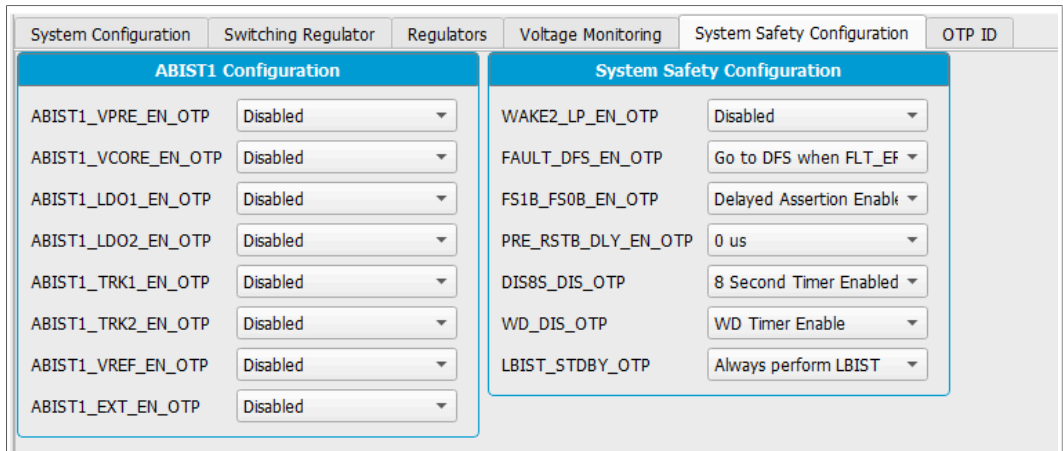 System Configuration Switching Regulator Regulators Voltage Monitoring System Safety Configuration OTP ID
ABIST1 Configuration
ABIST1_VPRE_EN_OTP Disabled
ABIST1_VCORE_EN_OTP Disabled
ABIST1_LDO1_EN_OTP Disabled
ABIST1_LDO2_EN_OTP Disabled
ABIST1_TRK1_EN_OTP Disabled
ABIST1_TRK2_EN_OTP Disabled
ABIST1_VREF_EN_OTP Disabled
ABIST1_EXT_EN_OTP Disabled
System Safety Configuration
WAKE2_LP_EN_OTP Disabled
FAULT_DFS_EN_OTP Go to DFS when FLT_
FS1B_FS0B_EN_OTP Delayed Assertion Enable
PRE_RSTB_DLY_EN_OTP 0 us
DIS8S_DIS_OTP 8 Second Timer Enabled
WD_DIS_OTP WD Timer Enable
LBIST_STDBY_OTP Always perform LBIST